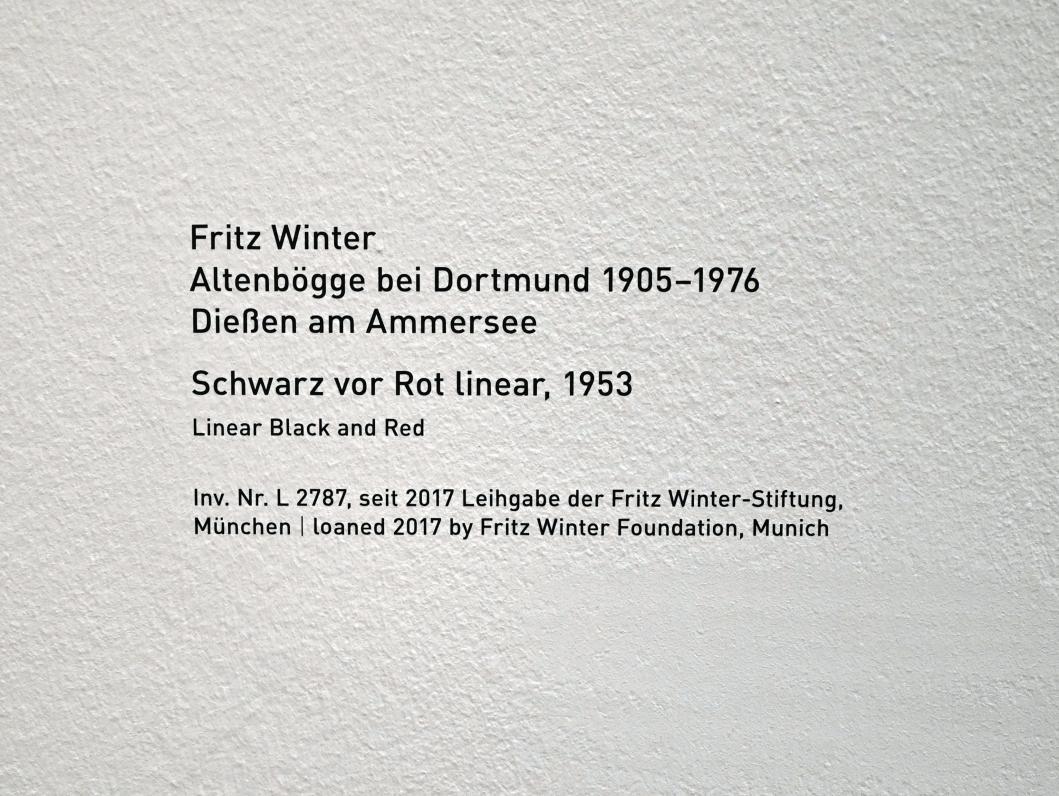 Fritz Winter
Altenbögge bei Dortmund 1905–1976
Dießen am Ammersee
Schwarz vor Rot linear, 1953
Linear Black and Red
Inv. Nr. L 2787, seit 2017 Leihgabe der Fritz Winter-Stiftung,
München | loaned 2017 by Fritz Winter Foundation, Munich